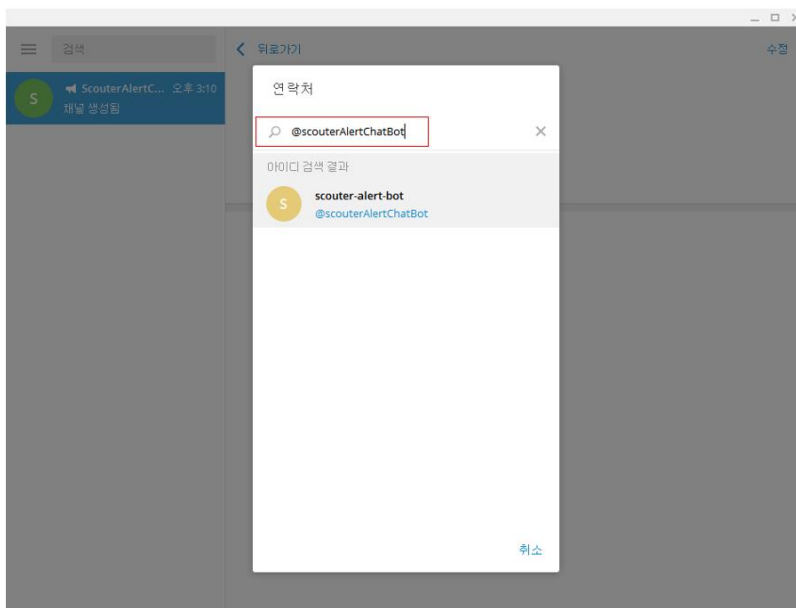 검색
뒤로가기
수정
S
ScouterAlertC... 오후 3:10
채널 생성됨
연락처
@scouterAlertChatBot
아이디 검색 결과
S
scouter-alert-bot
@scouterAlertChatBot
취소